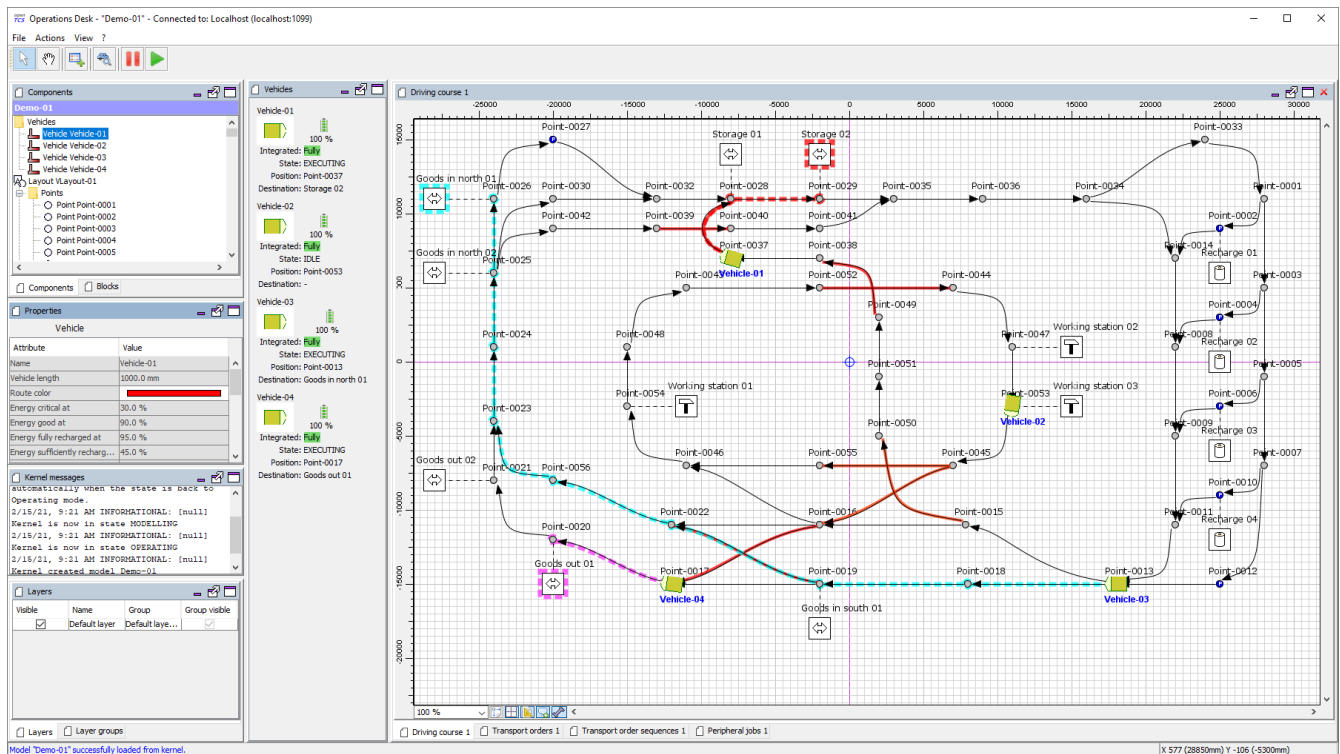 open TCS Operations Desk - "Demo-01" - Connected to: Localhost (localhost:1099)
File Actions View ?
Components
Demo-01
Vehicles
Vehicle Vehicle-01
Vehicle Vehicle-02
Vehicle Vehicle-03
Vehicle Vehicle-04
Layout VLayout-01
Points
Point Point-0001
Point Point-0002
Point Point-0003
Point Point-0004
Point Point-0005
Components Blocks
Properties
Vehicle
Attribute Value
Name Vehicle-01
Vehicle length 1000.0 mm
Route color
Energy critical at 30.0 %
Energy good at 90.0 %
Energy fully recharged at 95.0 %
Energy sufficiently recharg... 45.0 %
Kernel messages
automatically when the state is back to
Operating mode.
2/15/21, 9:21 AM INFORMATIONAL: [null]
Kernel is now in state MODELLING
2/15/21, 9:21 AM INFORMATIONAL: [null]
Kernel is now in state OPERATING
2/15/21, 9:21 AM INFORMATIONAL: [null]
Kernel created model Demo-01
Layers
Visible Name Group Group visible
Default layer Default laye...
Layers Layer groups
Vehicles
Vehicle-01
100 %
Integrated: Fully
State: EXECUTING
Position: Point-0037
Destination: Storage 02
Vehicle-02
100 %
Integrated: Fully
State: IDLE
Position: Point-0053
Destination: -
Vehicle-03
100 %
Integrated: Fully
State: EXECUTING
Position: Point-0013
Destination: Goods in north 01
Vehicle-04
100 %
Integrated: Fully
State: EXECUTING
Position: Point-0017
Destination: Goods out 01
Driving course 1
-25000 -20000 -15000 -10000 -5000 0 5000 10000 15000 20000 25000 30000
Point-0027 Storage 01 Storage 02 Point-0033
Goods in north 01 Point-0026 Point-0030 Point-0032 Point-0028 Point-0029 Point-0035 Point-0036 Point-0034 Point-0001
10000
Point-0042 Point-0039 Point-0040 Point-0041 Point-0002
Goods in north 02 Point-0025 Point-0037 Point-0038 Point-0014 Recharge 01
Vehicle-01
Point-0043 Point-0052 Point-0044 Point-0003
Point-0049 Point-0004
Point-0024 Point-0048 Point-0047 Working station 02 Point-0008 Recharge 02
0
Point-0051 Point-0005
Point-0054 Working station 01 Point-0053 Working station 03 Point-0006
Point-0023 Vehicle-02
-5000
Point-0050 Point-0009 Recharge 03
Goods out 02 Point-0021 Point-0056 Point-0046 Point-0055 Point-0045 Point-0007
Point-0010
-10000
Point-0022 Point-0016 Point-0015 Point-0011 Recharge 04
Point-0020
Goods out 01 Point-0017 Point-0019 Point-0018 Point-0013 Point-0012
-15000
Vehicle-04 Vehicle-03
Goods in south 01
-20000
100 %
Driving course 1 Transport orders 1 Transport order sequences 1 Peripheral jobs 1
Model "Demo-01" successfully loaded from kernel.
X 577 (28850mm) Y -106 (-5300mm)